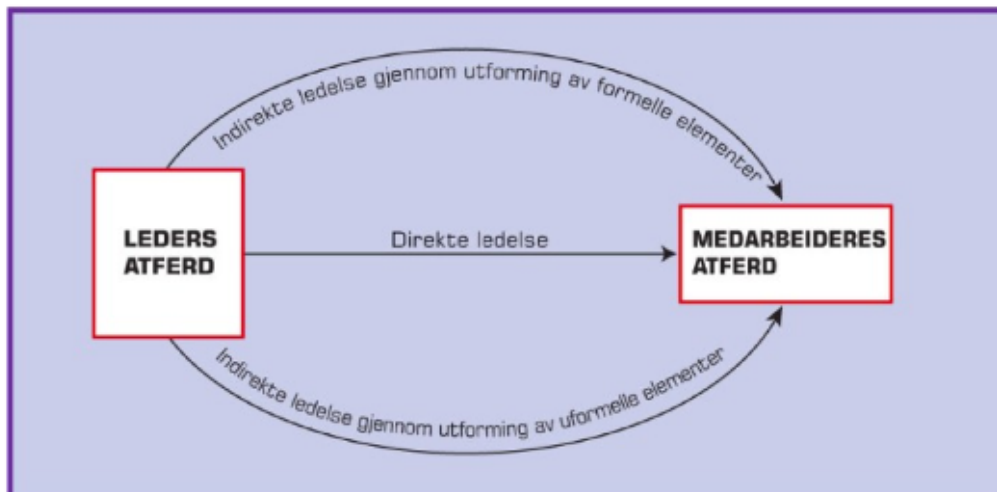 Indirekte ledelse gjennom utforming av formelle elementer
LEDERS
ATFERD
Direkte ledelse
MEDARBEIDERES
ATFERD
Indirekte ledelse gjennom utforming av uformelle elementer